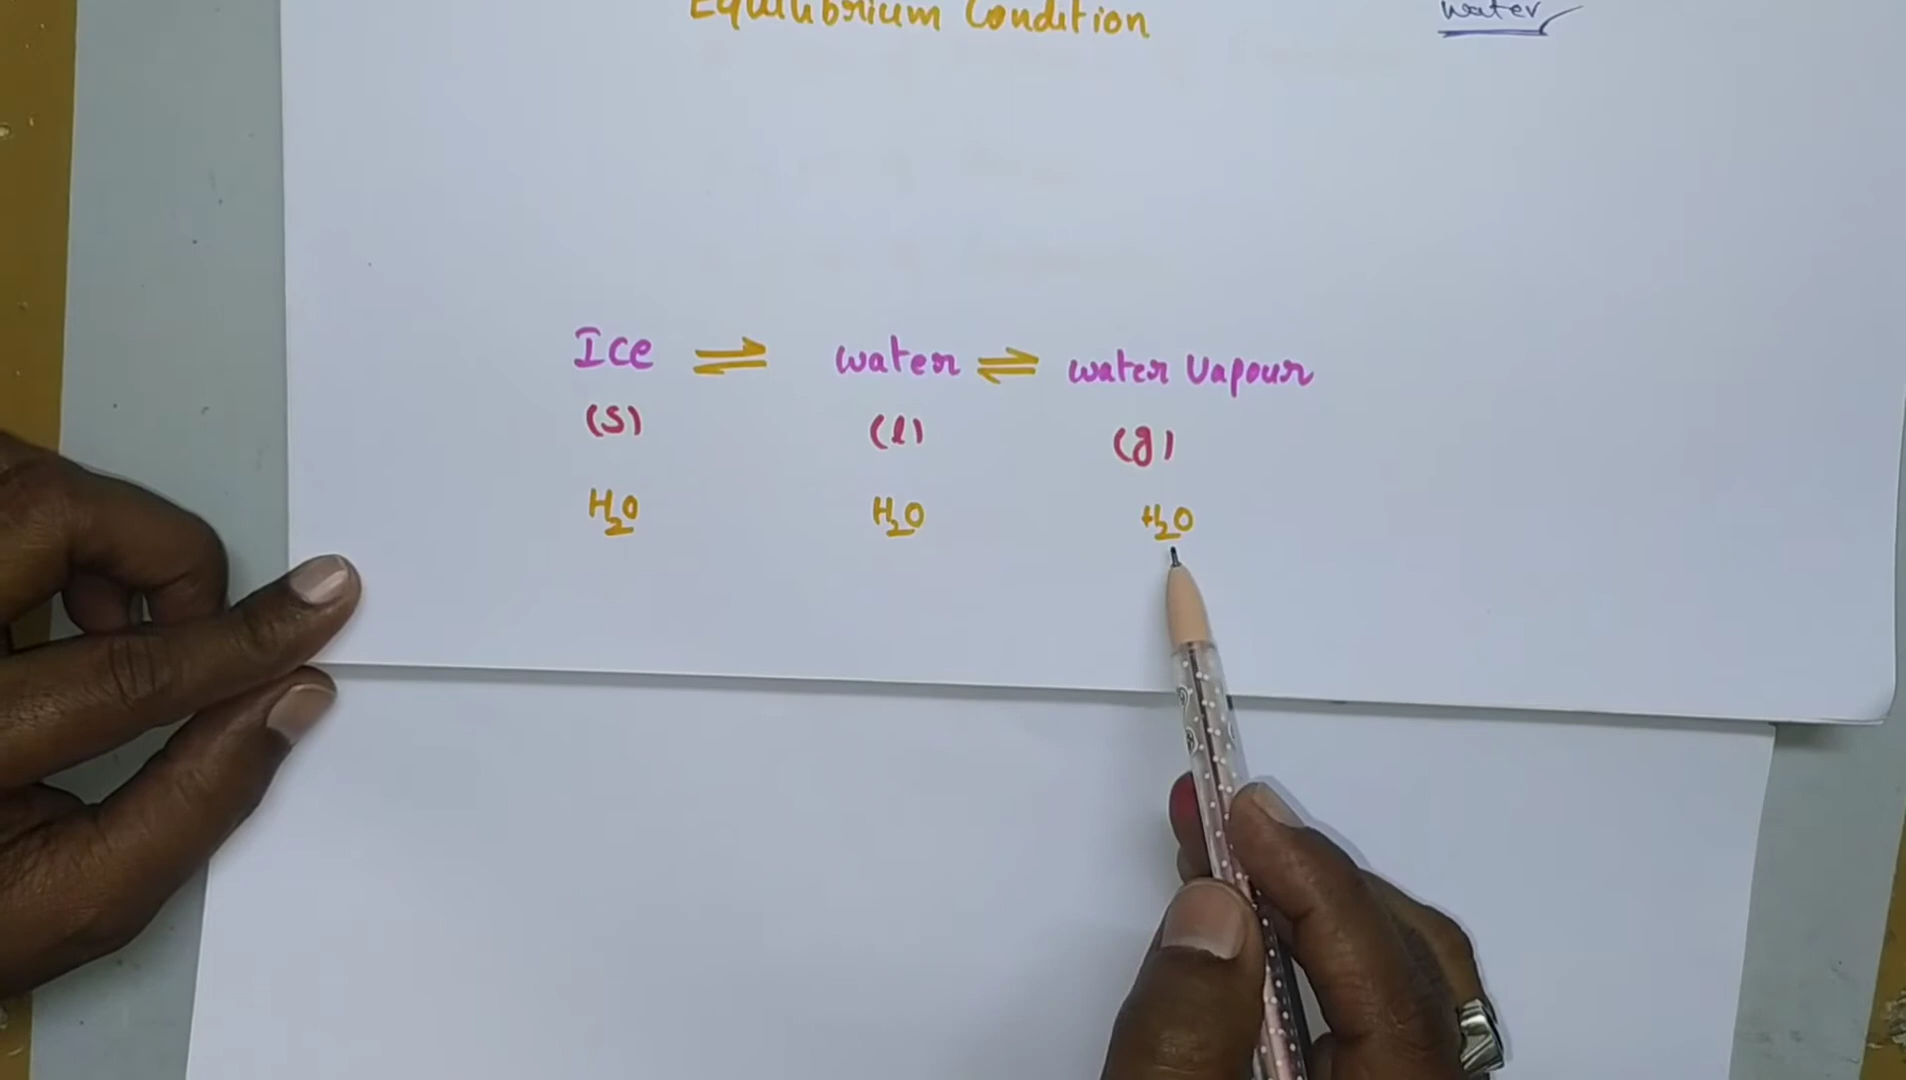 Equilibrium Condition
water
Ice ⇌ water ⇌ water Vapour
(s) (l) (g)
H₂O H₂O H₂O